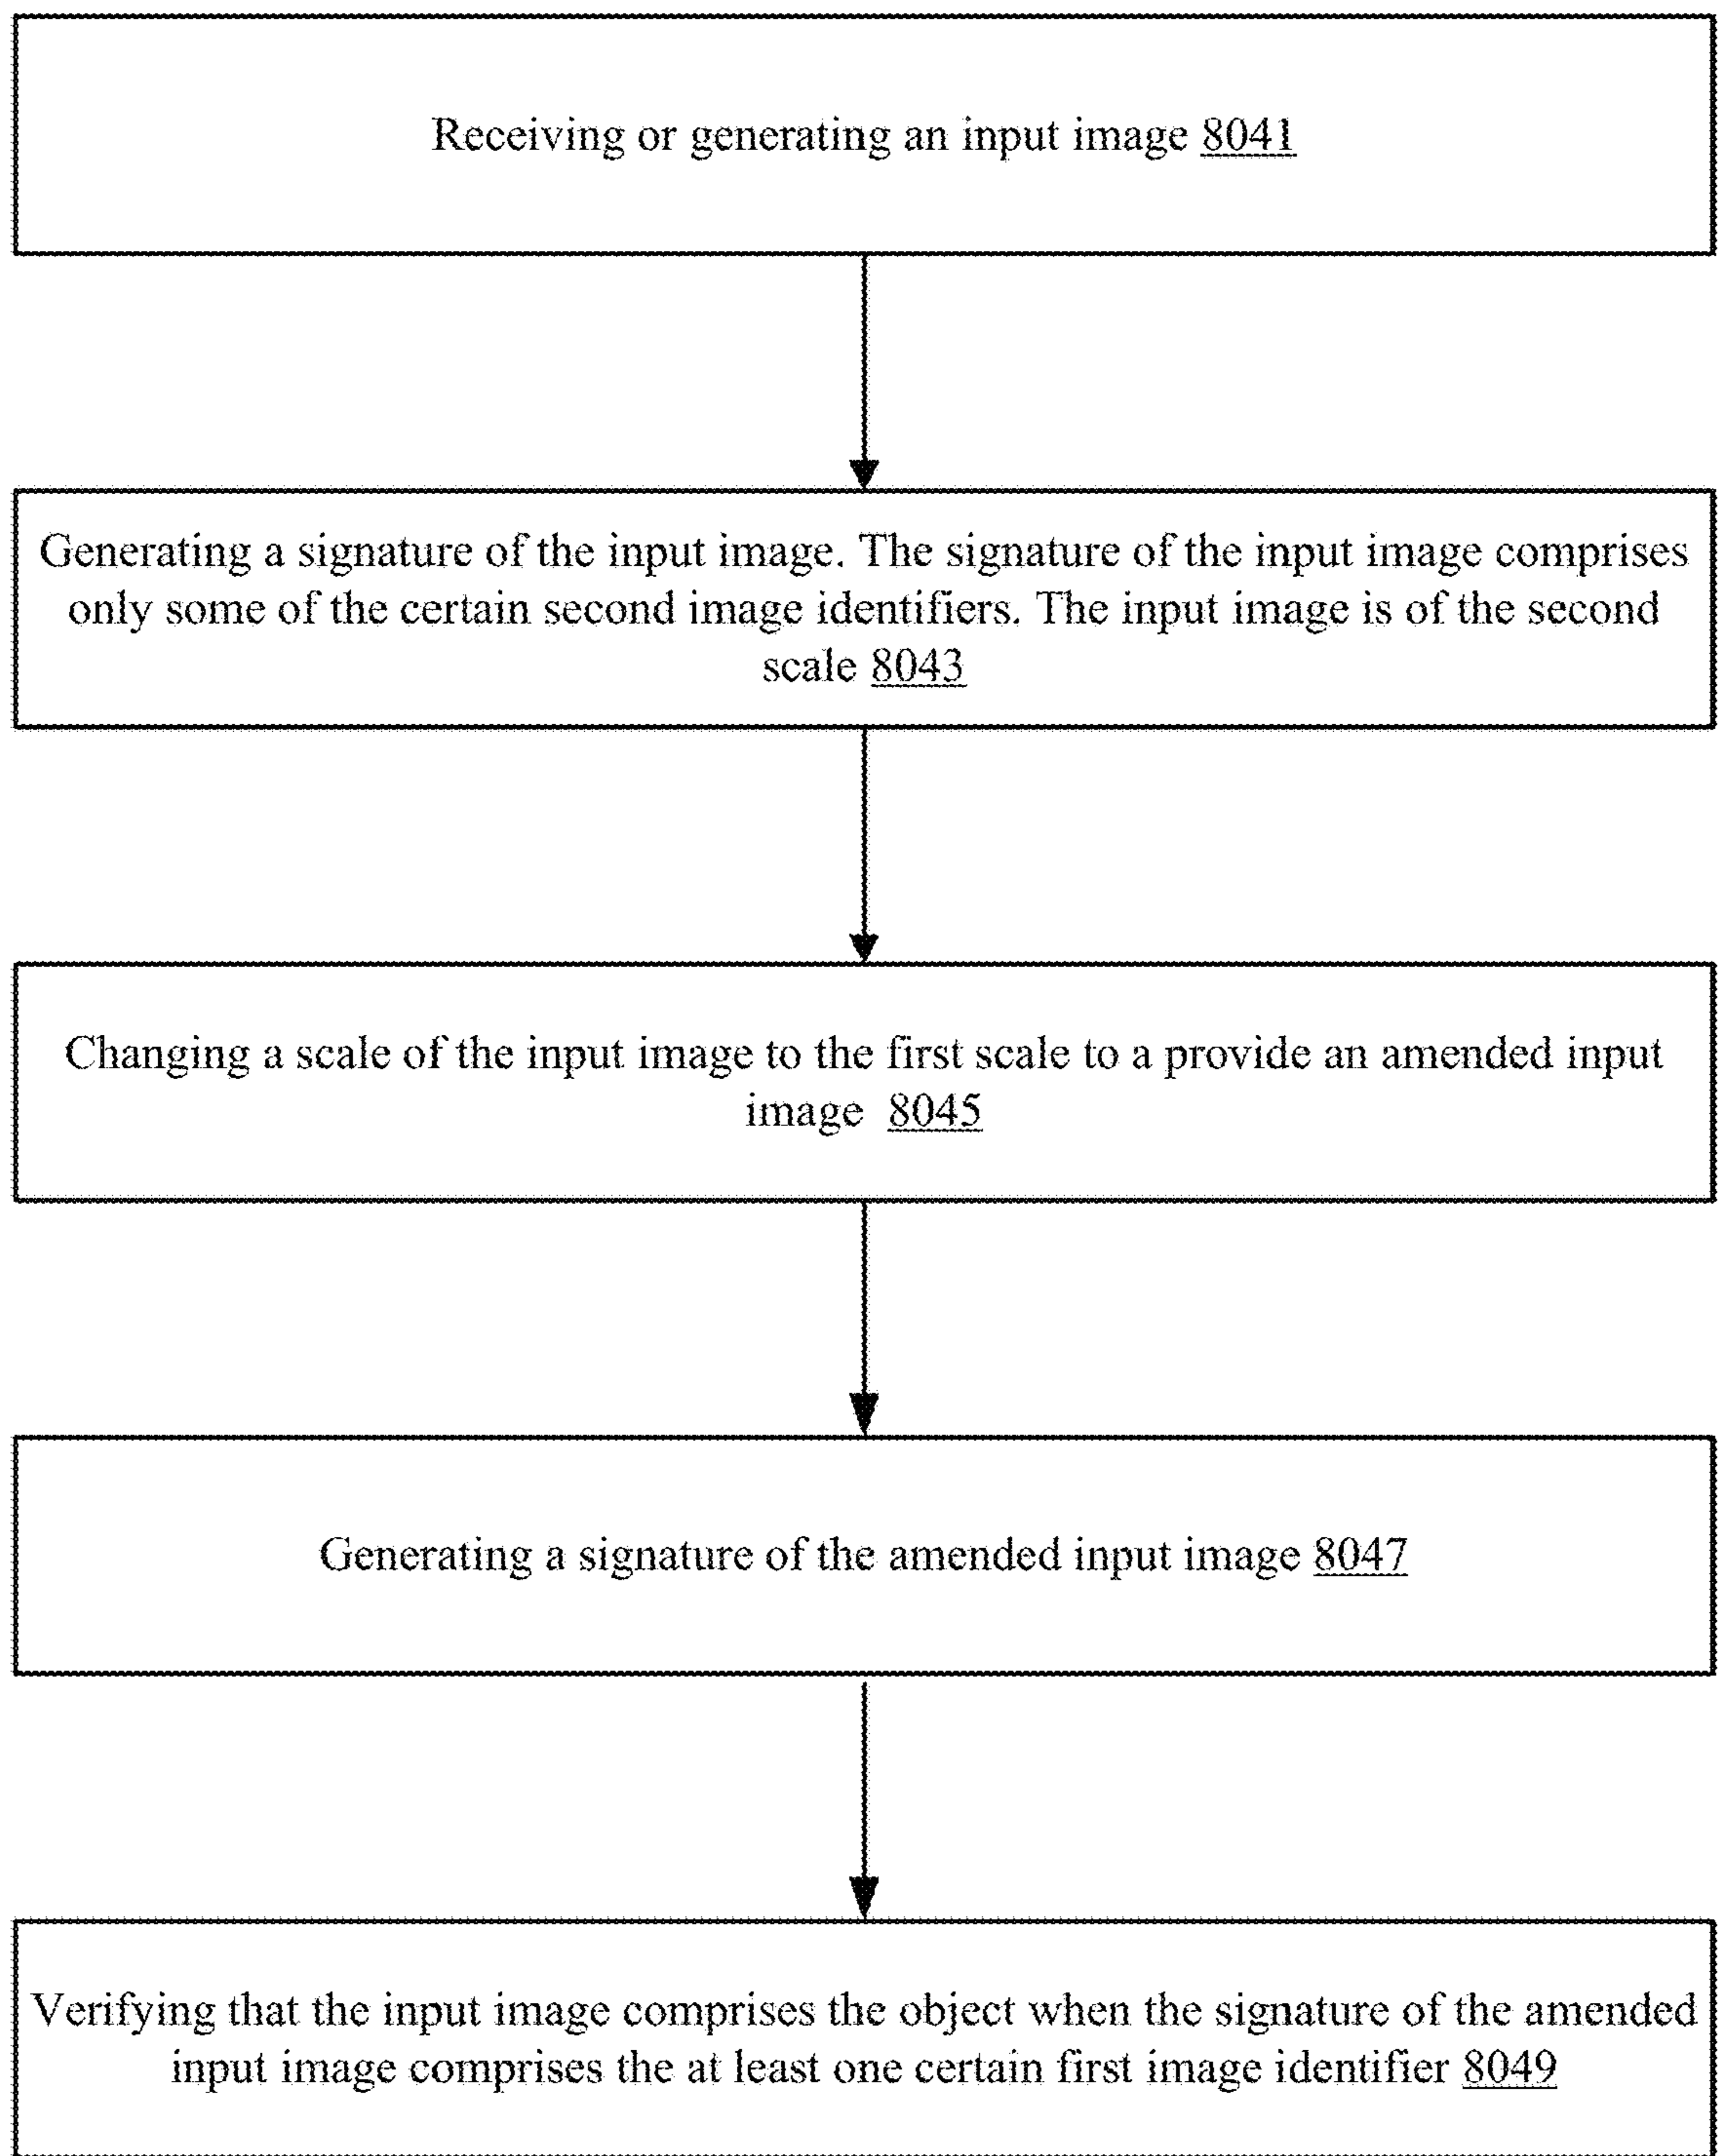 Receiving or generating an input image 8041
Generating a signature of the input image. The signature of the input image comprises
only some of the certain second image identifiers. The input image is of the second
scale 8043
Changing a scale of the input image to the first scale to a provide an amended input
image 8045
Generating a signature of the amended input image 8047
Verifying that the input image comprises the object when the signature of the amended
input image comprises the at least one certain first image identifier 8049